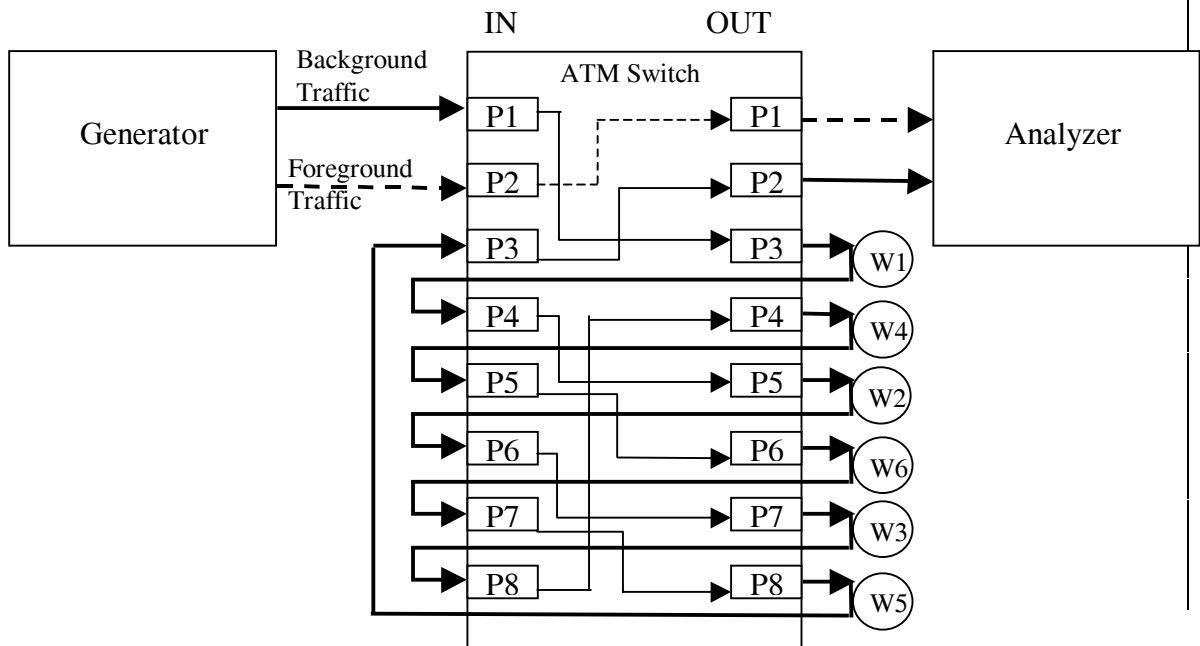 IN OUT
Background
Traffic
ATM Switch
Generator
P1 P1
Analyzer
Foreground
Traffic
P2 P2
P3 P3 W1
P4 P4 W4
P5 P5 W2
P6 P6 W6
P7 P7 W3
P8 P8 W5